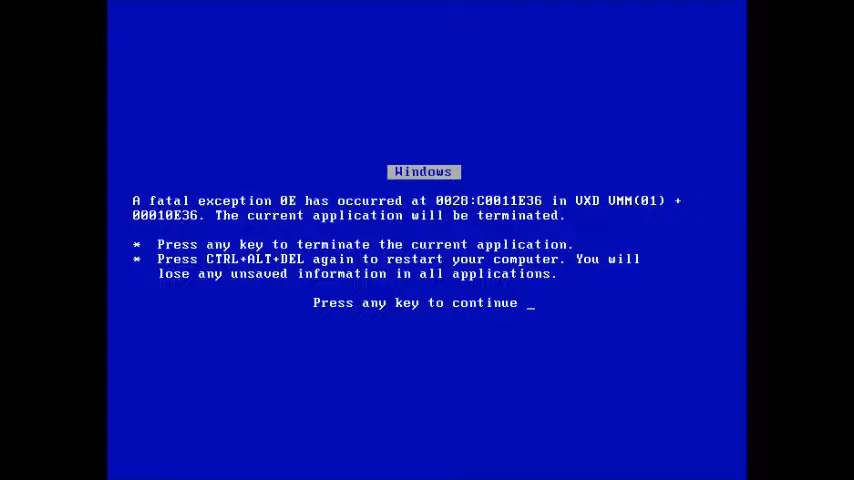 Windows
A fatal exception 0E has occurred at 0028:C0011E36 in VXD VMM(01) +
00010E36. The current application will be terminated.
* Press any key to terminate the current application.
* Press CTRL+ALT+DEL again to restart your computer. You will
lose any unsaved information in all applications.
Press any key to continue _